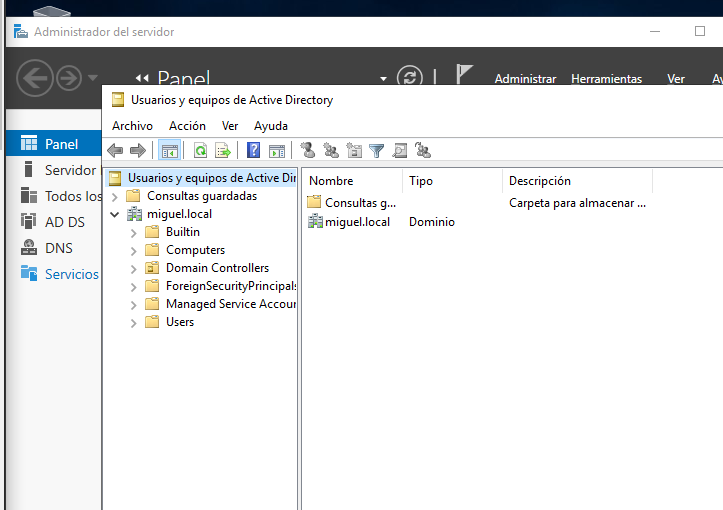 Administrador del servidor
Panel
Administrar Herramientas Ver
Usuarios y equipos de Active Directory
Archivo Acción Ver Ayuda
Panel
Servidor
Todos los
AD DS
DNS
Servicios
Usuarios y equipos de Active Dir
Consultas guardadas
miguel.local
Builtin
Computers
Domain Controllers
ForeignSecurityPrincipals
Managed Service Accour
Users
Nombre Tipo Descripción
Consultas g... Carpeta para almacenar ...
miguel.local Dominio